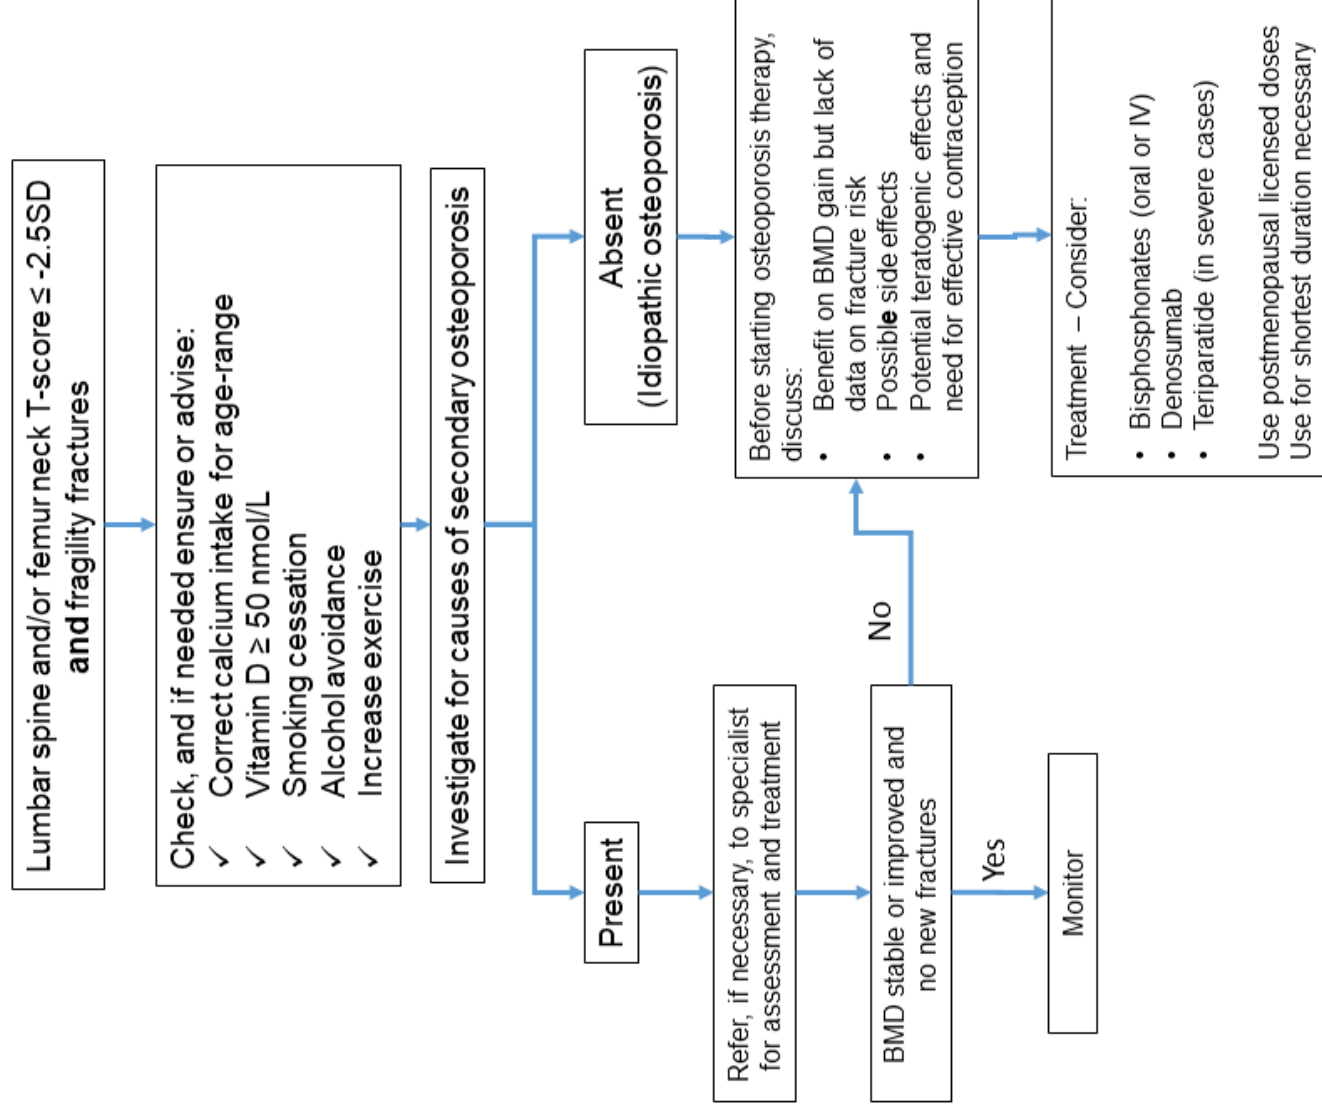 Lumbar spine and/or femur neck T-score ≤ -2.5SD
and fragility fractures
Check, and if needed ensure or advise:
✓ Correct calcium intake for age-range
✓ Vitamin D ≥ 50 nmol/L
✓ Smoking cessation
✓ Alcohol avoidance
✓ Increase exercise
Investigate for causes of secondary osteoporosis
Present
Refer, if necessary, to specialist
for assessment and treatment
BMD stable or improved and
no new fractures
Yes
Monitor
No
Absent
(Idiopathic osteoporosis)
Before starting osteoporosis therapy,
discuss:
• Benefit on BMD gain but lack of
data on fracture risk
• Possible side effects
• Potential teratogenic effects and
need for effective contraception
Treatment – Consider:
• Bisphosphonates (oral or IV)
• Denosumab
• Teriparatide (in severe cases)
Use postmenopausal licensed doses
Use for shortest duration necessary